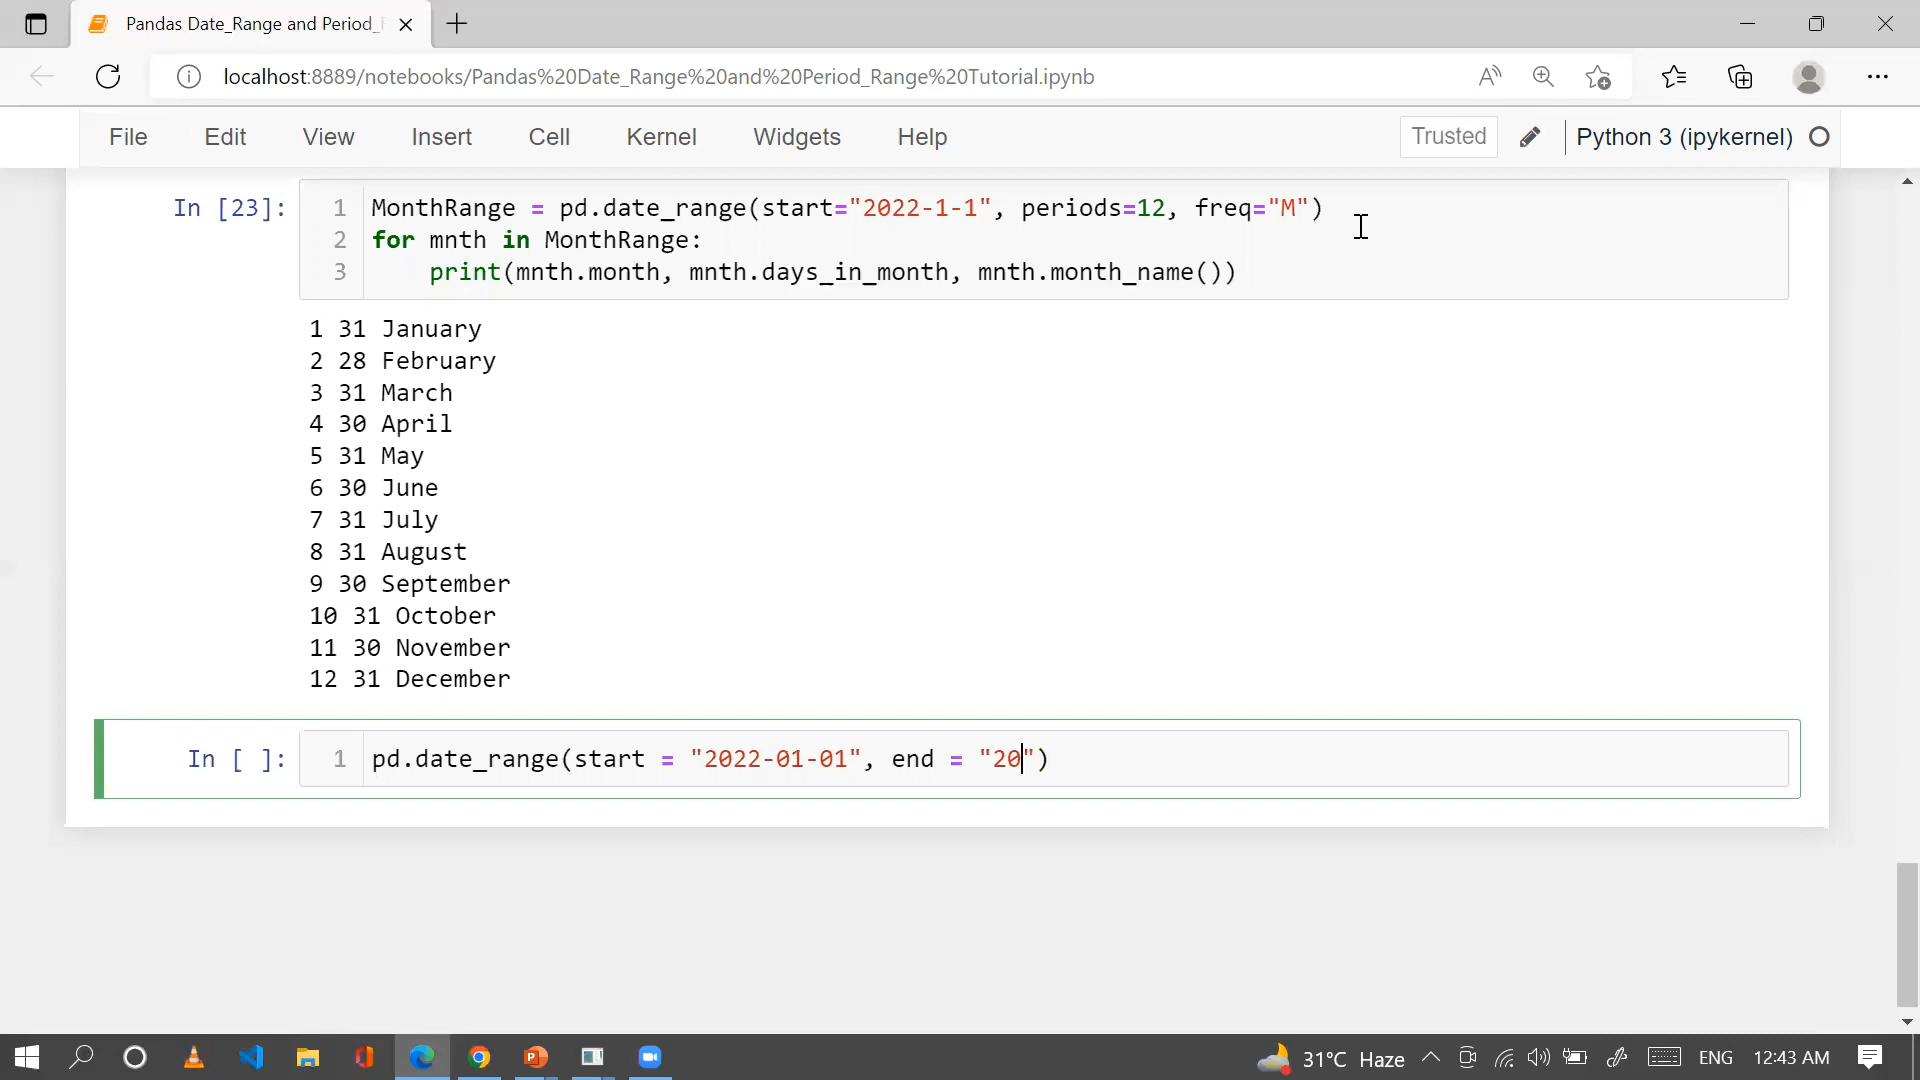 Pandas Date_Range and Period_
localhost:8889/notebooks/Pandas%20Date_Range%20and%20Period_Range%20Tutorial.ipynb
File Edit View Insert Cell Kernel Widgets Help Trusted Python 3 (ipykernel)
In [23]: 1 MonthRange = pd.date_range(start="2022-1-1", periods=12, freq="M")
2 for mnth in MonthRange:
3 print(mnth.month, mnth.days_in_month, mnth.month_name())
1 31 January
2 28 February
3 31 March
4 30 April
5 31 May
6 30 June
7 31 July
8 31 August
9 30 September
10 31 October
11 30 November
12 31 December
In [ ]: 1 pd.date_range(start = "2022-01-01", end = "20")
31°C Haze ENG 12:43 AM